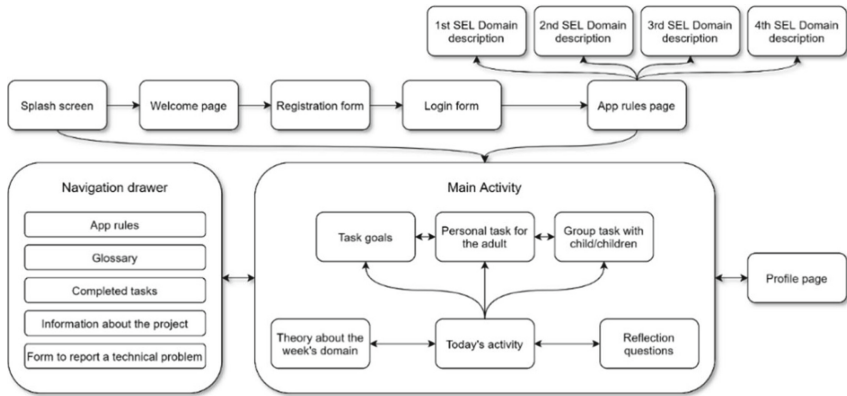 1st SEL Domain
description
2nd SEL Domain
description
3rd SEL Domain
description
4th SEL Domain
description
Splash screen
Welcome page
Registration form
Login form
App rules page
Navigation drawer
App rules
Glossary
Completed tasks
Information about the project
Form to report a technical problem
Main Activity
Task goals
Personal task for
the adult
Group task with
child/children
Theory about the
week's domain
Today's activity
Reflection
questions
Profile page